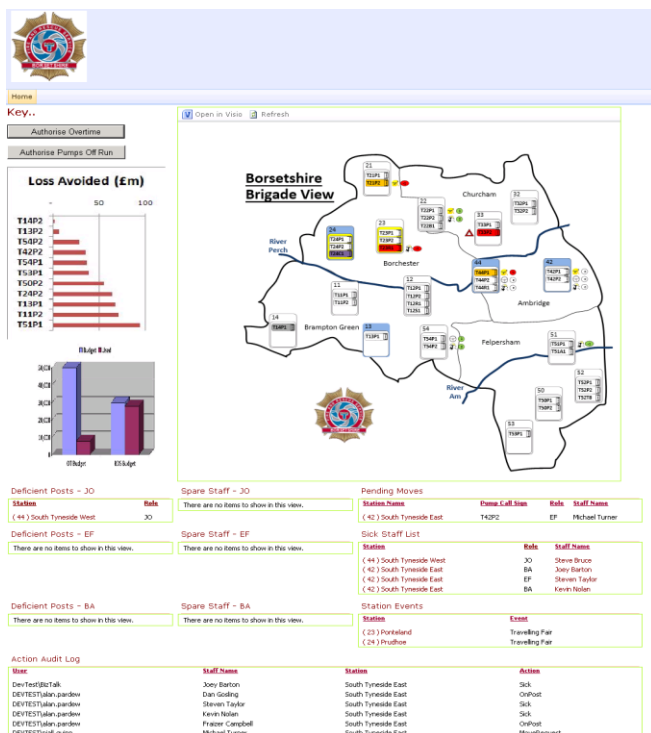 Home
Key..
Authorise Overtime
Authorise Pumps Off Run
Loss Avoided (£m)
- 50 100
T14P2
T13P2
T54P2
T42P2
T54P1
T53P1
T50P2
T24P2
T13P1
T11P2
T51P1
Open in Visio Refresh
Borsetshire
Brigade View
Churcham
River
Perch
Borchester
Ambridge
Brampton Green
Felpersham
River
Am
21
T21P1
T21P2
22
T22P1
T22P2
32
33
T33P1
23
T23P1
T23P2
24
T24P1
T24P2
44
T44P1
T44P2
42
T42P1
T42P2
11
T11P1
T11P2
12
T12P1
T12P2
14
T14P1
13
T13P1
54
T54P1
T54P2
51
T51P1
T51A1
52
T52P1
T52P2
50
T50P1
T50P2
53
T53P1
Deficient Posts - JO
Station Role
( 44 ) South Tyneside West JO
Spare Staff - JO
There are no items to show in this view.
Pending Moves
Station Name Pump Call Sign Role Staff Name
( 42 ) South Tyneside East T42P2 EF Michael Turner
Deficient Posts - EF
There are no items to show in this view.
Spare Staff - EF
There are no items to show in this view.
Sick Staff List
Station Role Staff Name
( 44 ) South Tyneside West JO Steve Bruce
( 42 ) South Tyneside East BA Joey Barton
( 42 ) South Tyneside East EF Steven Taylor
( 42 ) South Tyneside East BA Kevin Nolan
Deficient Posts - BA
There are no items to show in this view.
Spare Staff - BA
There are no items to show in this view.
Station Events
Station Event
( 23 ) Ponteland Travelling Fair
( 24 ) Prudhoe Travelling Fair
Action Audit Log
User Staff Name Station Action
DevTest\BizTalk Joey Barton South Tyneside East Sick
DEVTEST\alan.pardew Dan Gosling South Tyneside East OnPost
DEVTEST\alan.pardew Steven Taylor South Tyneside East Sick
DEVTEST\alan.pardew Kevin Nolan South Tyneside East Sick
DEVTEST\alan.pardew Fraizer Campbell South Tyneside East OnPost
Michael Turner South Tyneside East MoveRequest